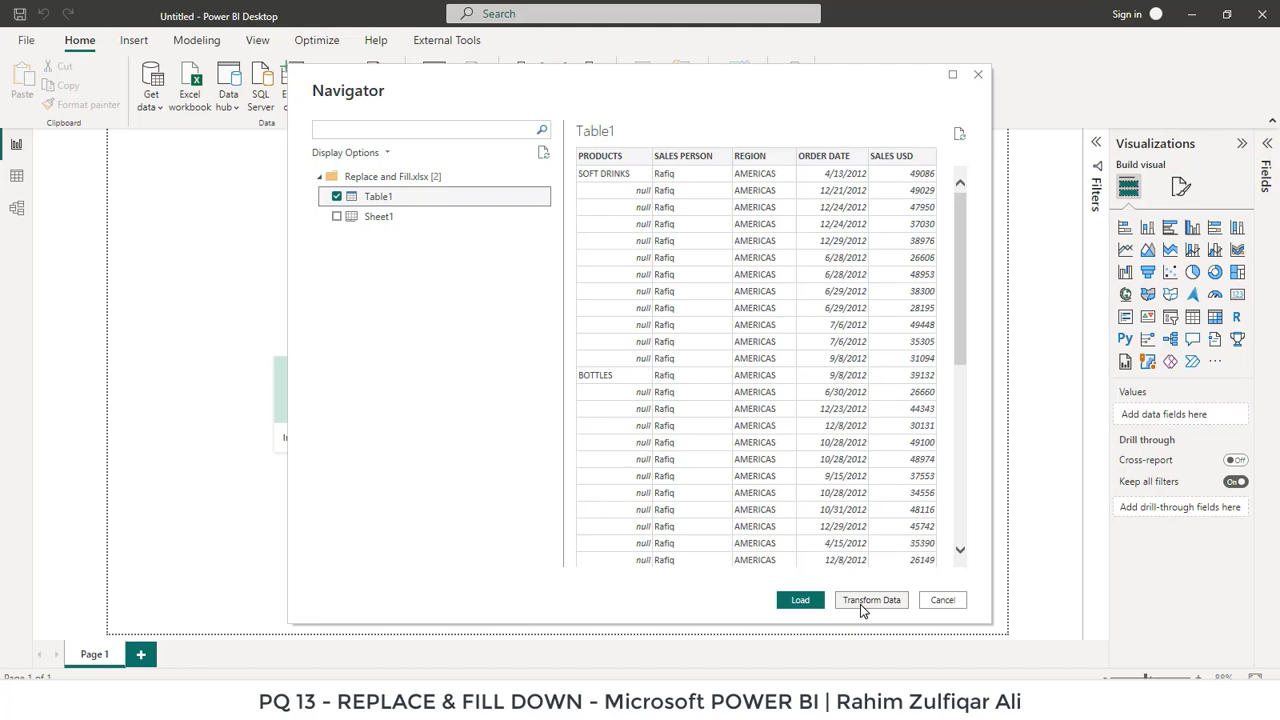 Untitled - Power BI Desktop
Search
Sign in
File
Home
Insert
Modeling
View
Optimize
Help
External Tools
Paste
Cut
Copy
Format painter
Clipboard
Get data
Excel workbook
Data hub
SQL Server
Data
Navigator
Display Options
Replace and Fill.xlsx [2]
Table1
Sheet1
Table1
PRODUCTS SALES PERSON REGION ORDER DATE SALES USD
SOFT DRINKS Rafiq AMERICAS 4/13/2012 49086
null Rafiq AMERICAS 12/21/2012 49029
null Rafiq AMERICAS 12/24/2012 47950
null Rafiq AMERICAS 12/24/2012 37030
null Rafiq AMERICAS 12/29/2012 38976
null Rafiq AMERICAS 6/28/2012 26606
null Rafiq AMERICAS 6/28/2012 48953
null Rafiq AMERICAS 6/29/2012 38300
null Rafiq AMERICAS 6/29/2012 28195
null Rafiq AMERICAS 7/6/2012 49448
null Rafiq AMERICAS 7/6/2012 35305
null Rafiq AMERICAS 9/8/2012 31094
BOTTLES Rafiq AMERICAS 9/8/2012 39132
null Rafiq AMERICAS 6/30/2012 26660
null Rafiq AMERICAS 12/23/2012 44343
null Rafiq AMERICAS 12/8/2012 30131
null Rafiq AMERICAS 10/28/2012 49100
null Rafiq AMERICAS 10/28/2012 48974
null Rafiq AMERICAS 9/15/2012 37553
null Rafiq AMERICAS 10/28/2012 34556
null Rafiq AMERICAS 10/31/2012 48116
null Rafiq AMERICAS 12/29/2012 45742
null Rafiq AMERICAS 4/15/2012 35390
null Rafiq AMERICAS 12/8/2012 26149
Load
Transform Data
Cancel
Filters
Visualizations
Build visual
Values
Add data fields here
Drill through
Cross-report
Off
Keep all filters
On
Add drill-through fields here
Fields
Page 1
Page 1 of 1
88%
PQ 13 - REPLACE & FILL DOWN - Microsoft POWER BI | Rahim Zulfiqar Ali